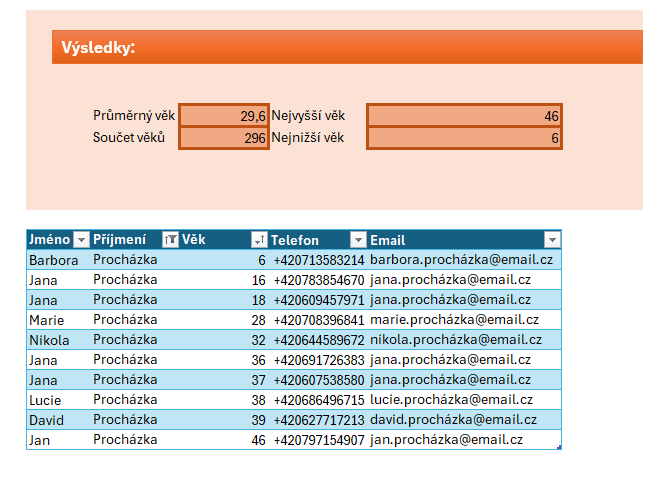 Výsledky:
Průměrný věk 29,6 Nejvyšší věk 46
Součet věků 296 Nejnižší věk 6
Jméno Příjmení Věk Telefon Email
Barbora Procházka 6 +420713583214 barbora.procházka@email.cz
Jana Procházka 16 +420783854670 jana.procházka@email.cz
Jana Procházka 18 +420609457971 jana.procházka@email.cz
Marie Procházka 28 +420708396841 marie.procházka@email.cz
Nikola Procházka 32 +420644589672 nikola.procházka@email.cz
Jana Procházka 36 +420691726383 jana.procházka@email.cz
Jana Procházka 37 +420607538580 jana.procházka@email.cz
Lucie Procházka 38 +420686496715 lucie.procházka@email.cz
David Procházka 39 +420627717213 david.procházka@email.cz
Jan Procházka 46 +420797154907 jan.procházka@email.cz